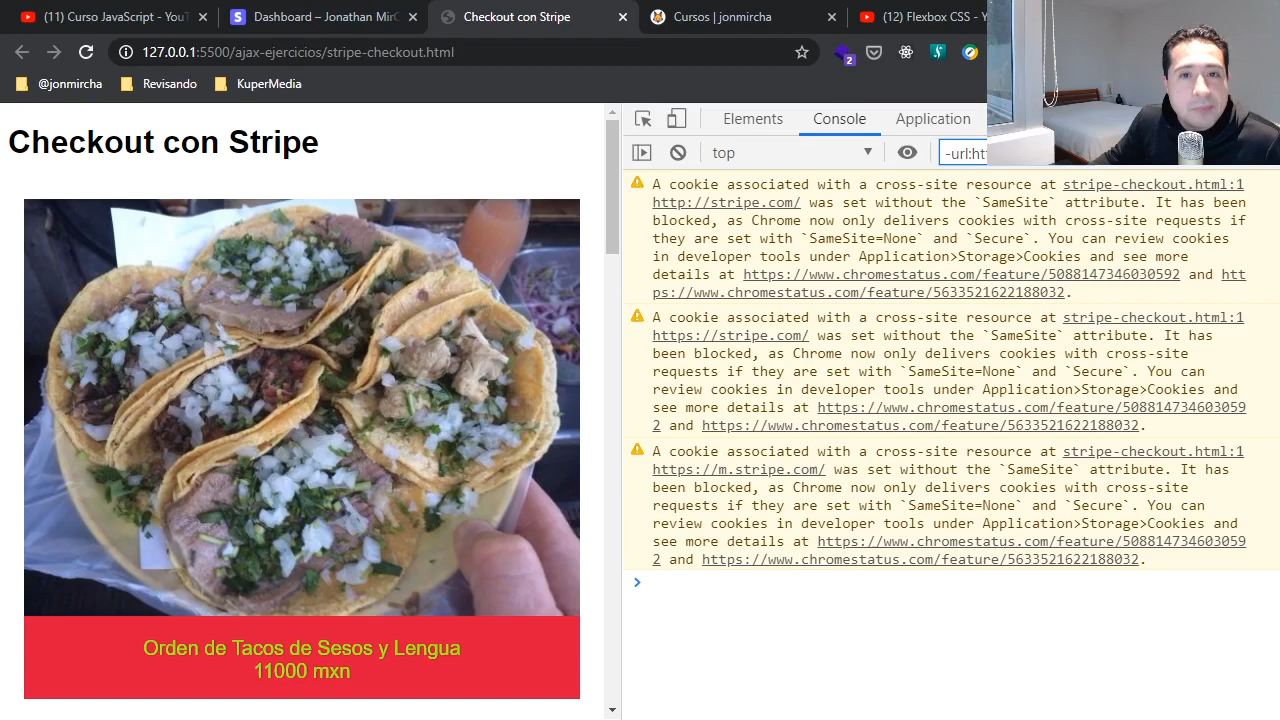 (11) Curso JavaScript - YouT
Dashboard – Jonathan MirC
Checkout con Stripe
Cursos | jonmircha
(12) Flexbox CSS - Y
127.0.0.1:5500/ajax-ejercicios/stripe-checkout.html
2
@jonmircha
Revisando
KuperMedia
Checkout con Stripe
Orden de Tacos de Sesos y Lengua
11000 mxn
Elements
Console
Application
top
-url:ht
A cookie associated with a cross-site resource at stripe-checkout.html:1
http://stripe.com/ was set without the `SameSite` attribute. It has been
blocked, as Chrome now only delivers cookies with cross-site requests if
they are set with `SameSite=None` and `Secure`. You can review cookies
in developer tools under Application>Storage>Cookies and see more
details at https://www.chromestatus.com/feature/5088147346030592 and htt
ps://www.chromestatus.com/feature/5633521622188032.
A cookie associated with a cross-site resource at stripe-checkout.html:1
https://stripe.com/ was set without the `SameSite` attribute. It has
been blocked, as Chrome now only delivers cookies with cross-site
requests if they are set with `SameSite=None` and `Secure`. You can
review cookies in developer tools under Application>Storage>Cookies and
see more details at https://www.chromestatus.com/feature/508814734603059
2 and https://www.chromestatus.com/feature/5633521622188032.
A cookie associated with a cross-site resource at stripe-checkout.html:1
https://m.stripe.com/ was set without the `SameSite` attribute. It has
been blocked, as Chrome now only delivers cookies with cross-site
requests if they are set with `SameSite=None` and `Secure`. You can
review cookies in developer tools under Application>Storage>Cookies and
see more details at https://www.chromestatus.com/feature/508814734603059
2 and https://www.chromestatus.com/feature/5633521622188032.